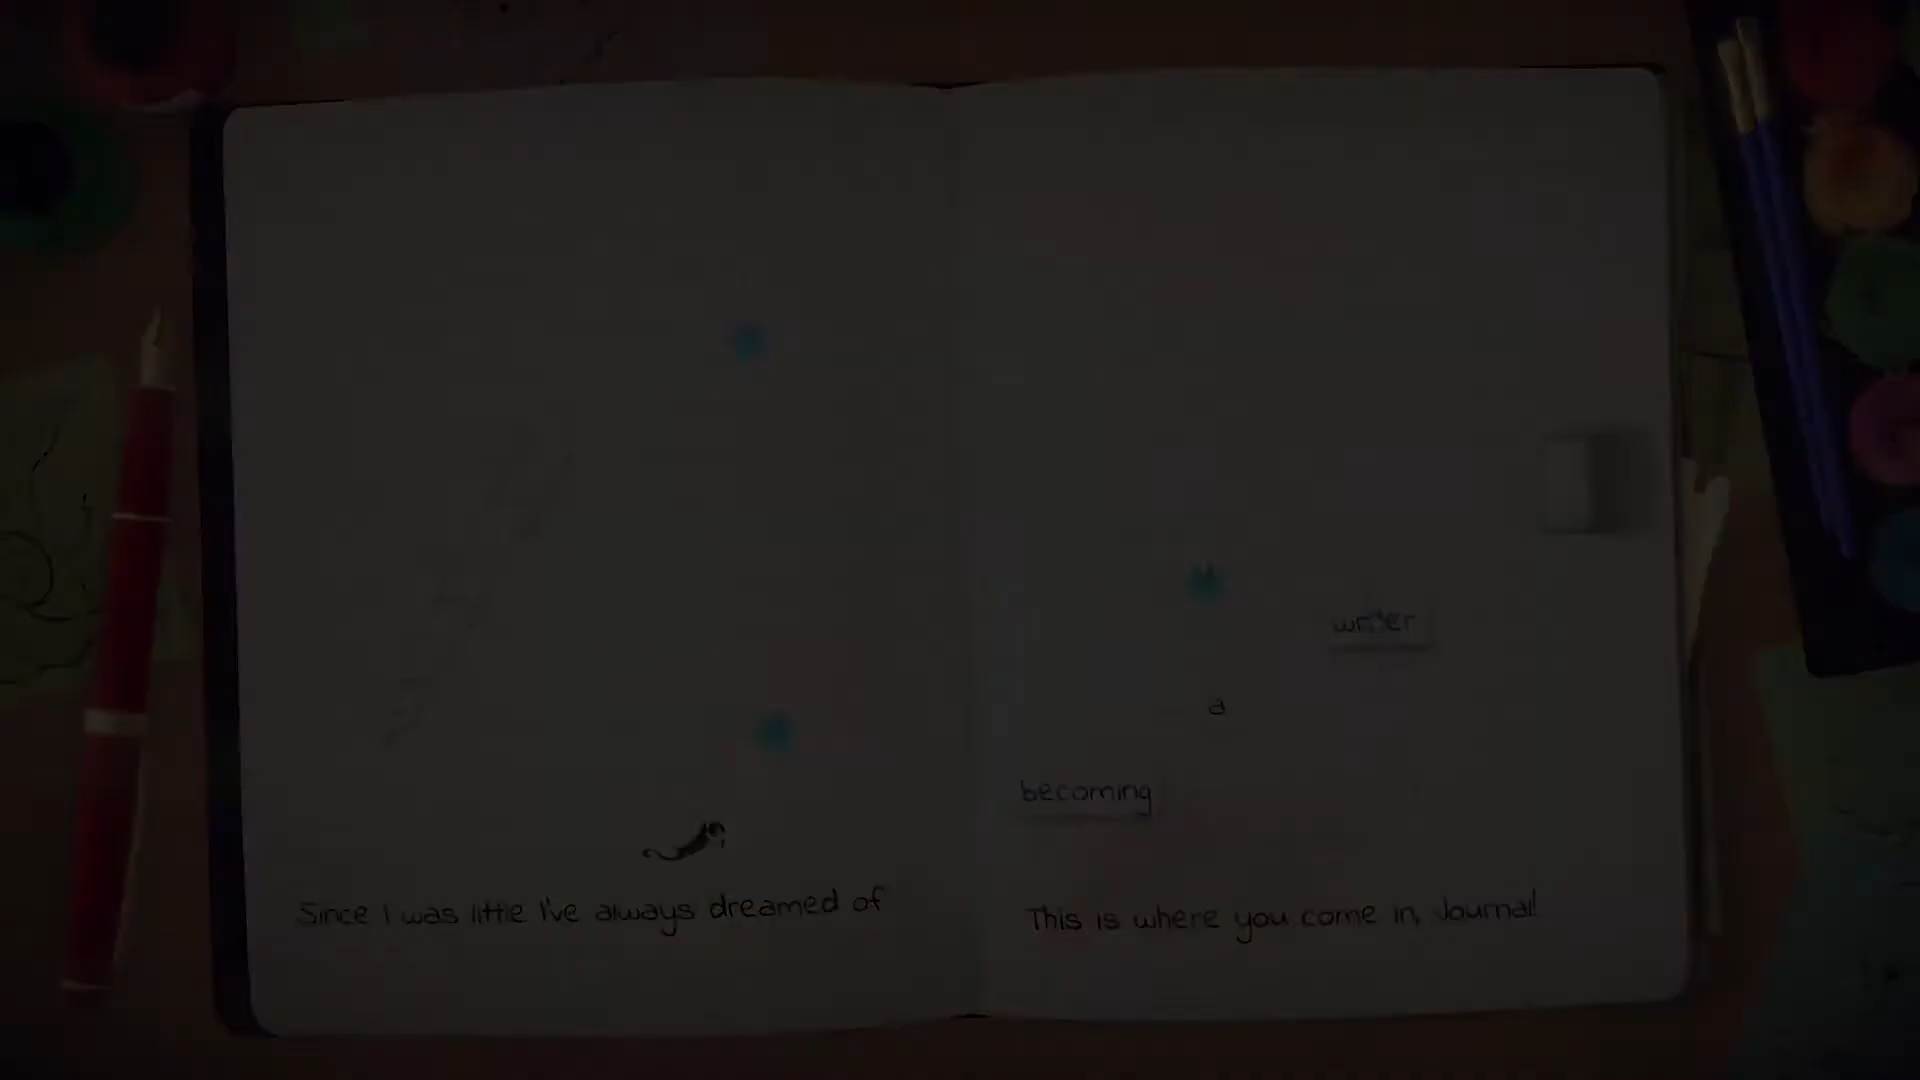 Since I was little I've always dreamed of
becoming
a
writer
This is where you come in, Journal!